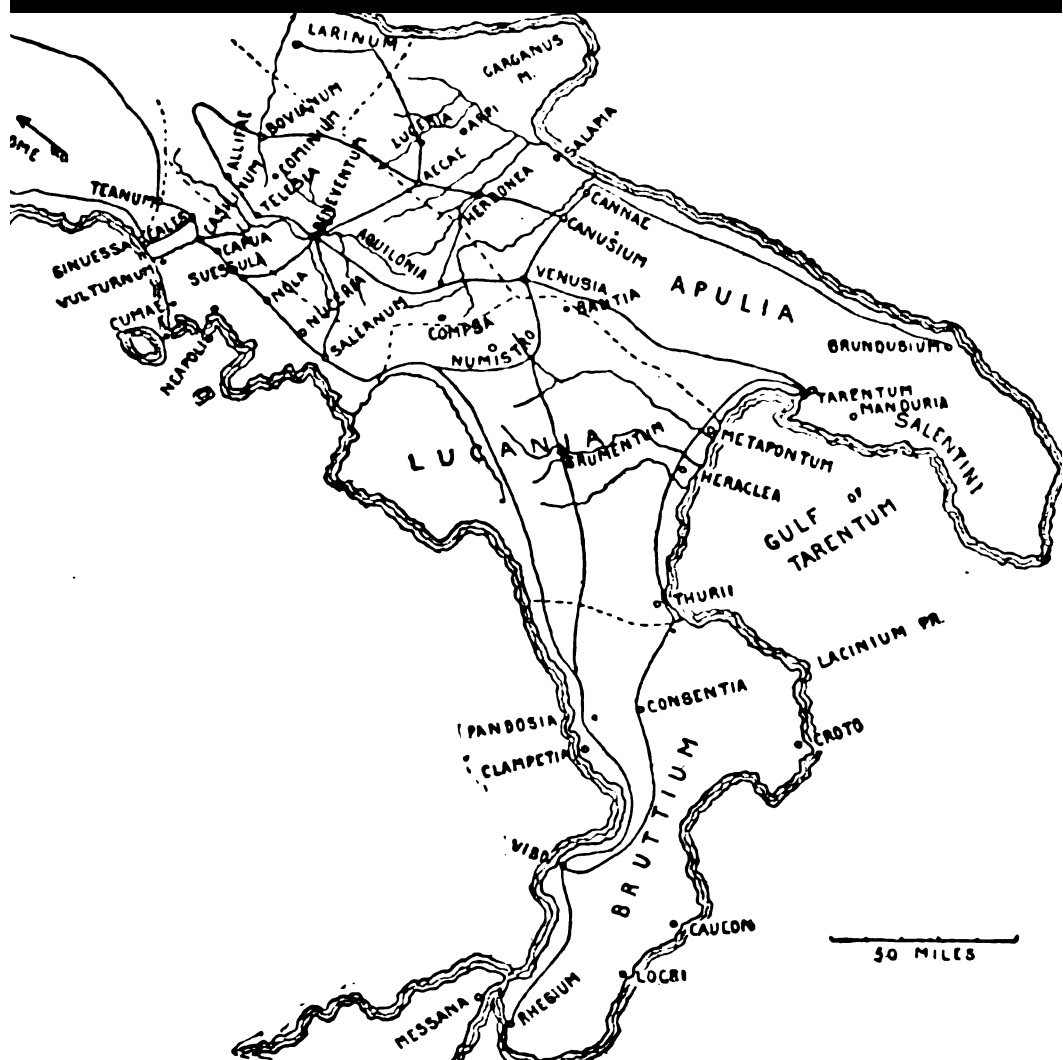 LARINUM
GARGANUS
M.
BOVIANUM
COMINIUM
ALLIFAE
LUCERIA
ARPI
SALAPIA
AECAE
HERDONEA
CANNAE
CANUSIUM
TEANUM
CALES
CASILINUM
TELESIA
BENEVENTUM
AQUILONIA
SINUESSA
VULTURNUM
CAPUA
SUESSULA
NOLA
NUCERIA
SALERNUM
CUMAE
NEAPOLIS
VENUSIA
BANTIA
APULIA
COMPSA
NUMISTRO
BRUNDUSIUM
TARENTUM
MANDURIA
SALENTINI
LUCANIA
GRUMENTUM
METAPONTUM
HERACLEA
GULF OF
TARENTUM
THURII
LACINIUM PR.
CONSENTIA
PANDOSIA
CLAMPETIA
CROTO
BRUTTIUM
VIBO
CAULON
50 MILES
LOCRI
RHEGIUM
MESSANA